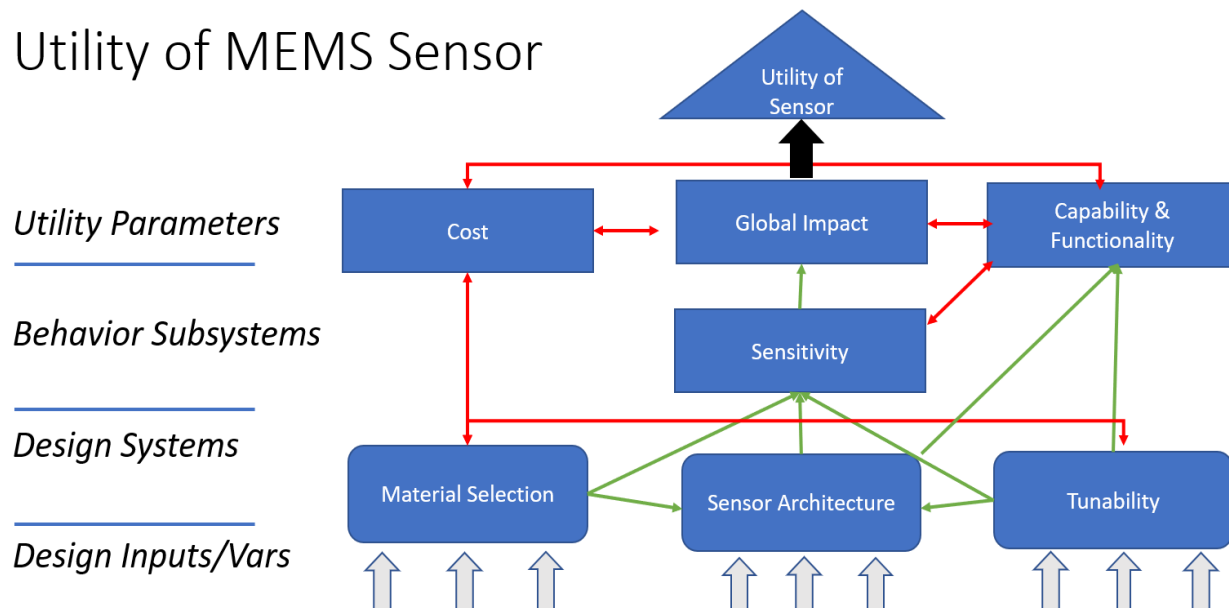 Utility of MEMS Sensor
Utility of
Sensor
Utility Parameters
Cost
Global Impact
Capability &
Functionality
Behavior Subsystems
Sensitivity
Design Systems
Material Selection
Sensor Architecture
Tunability
Design Inputs/Vars